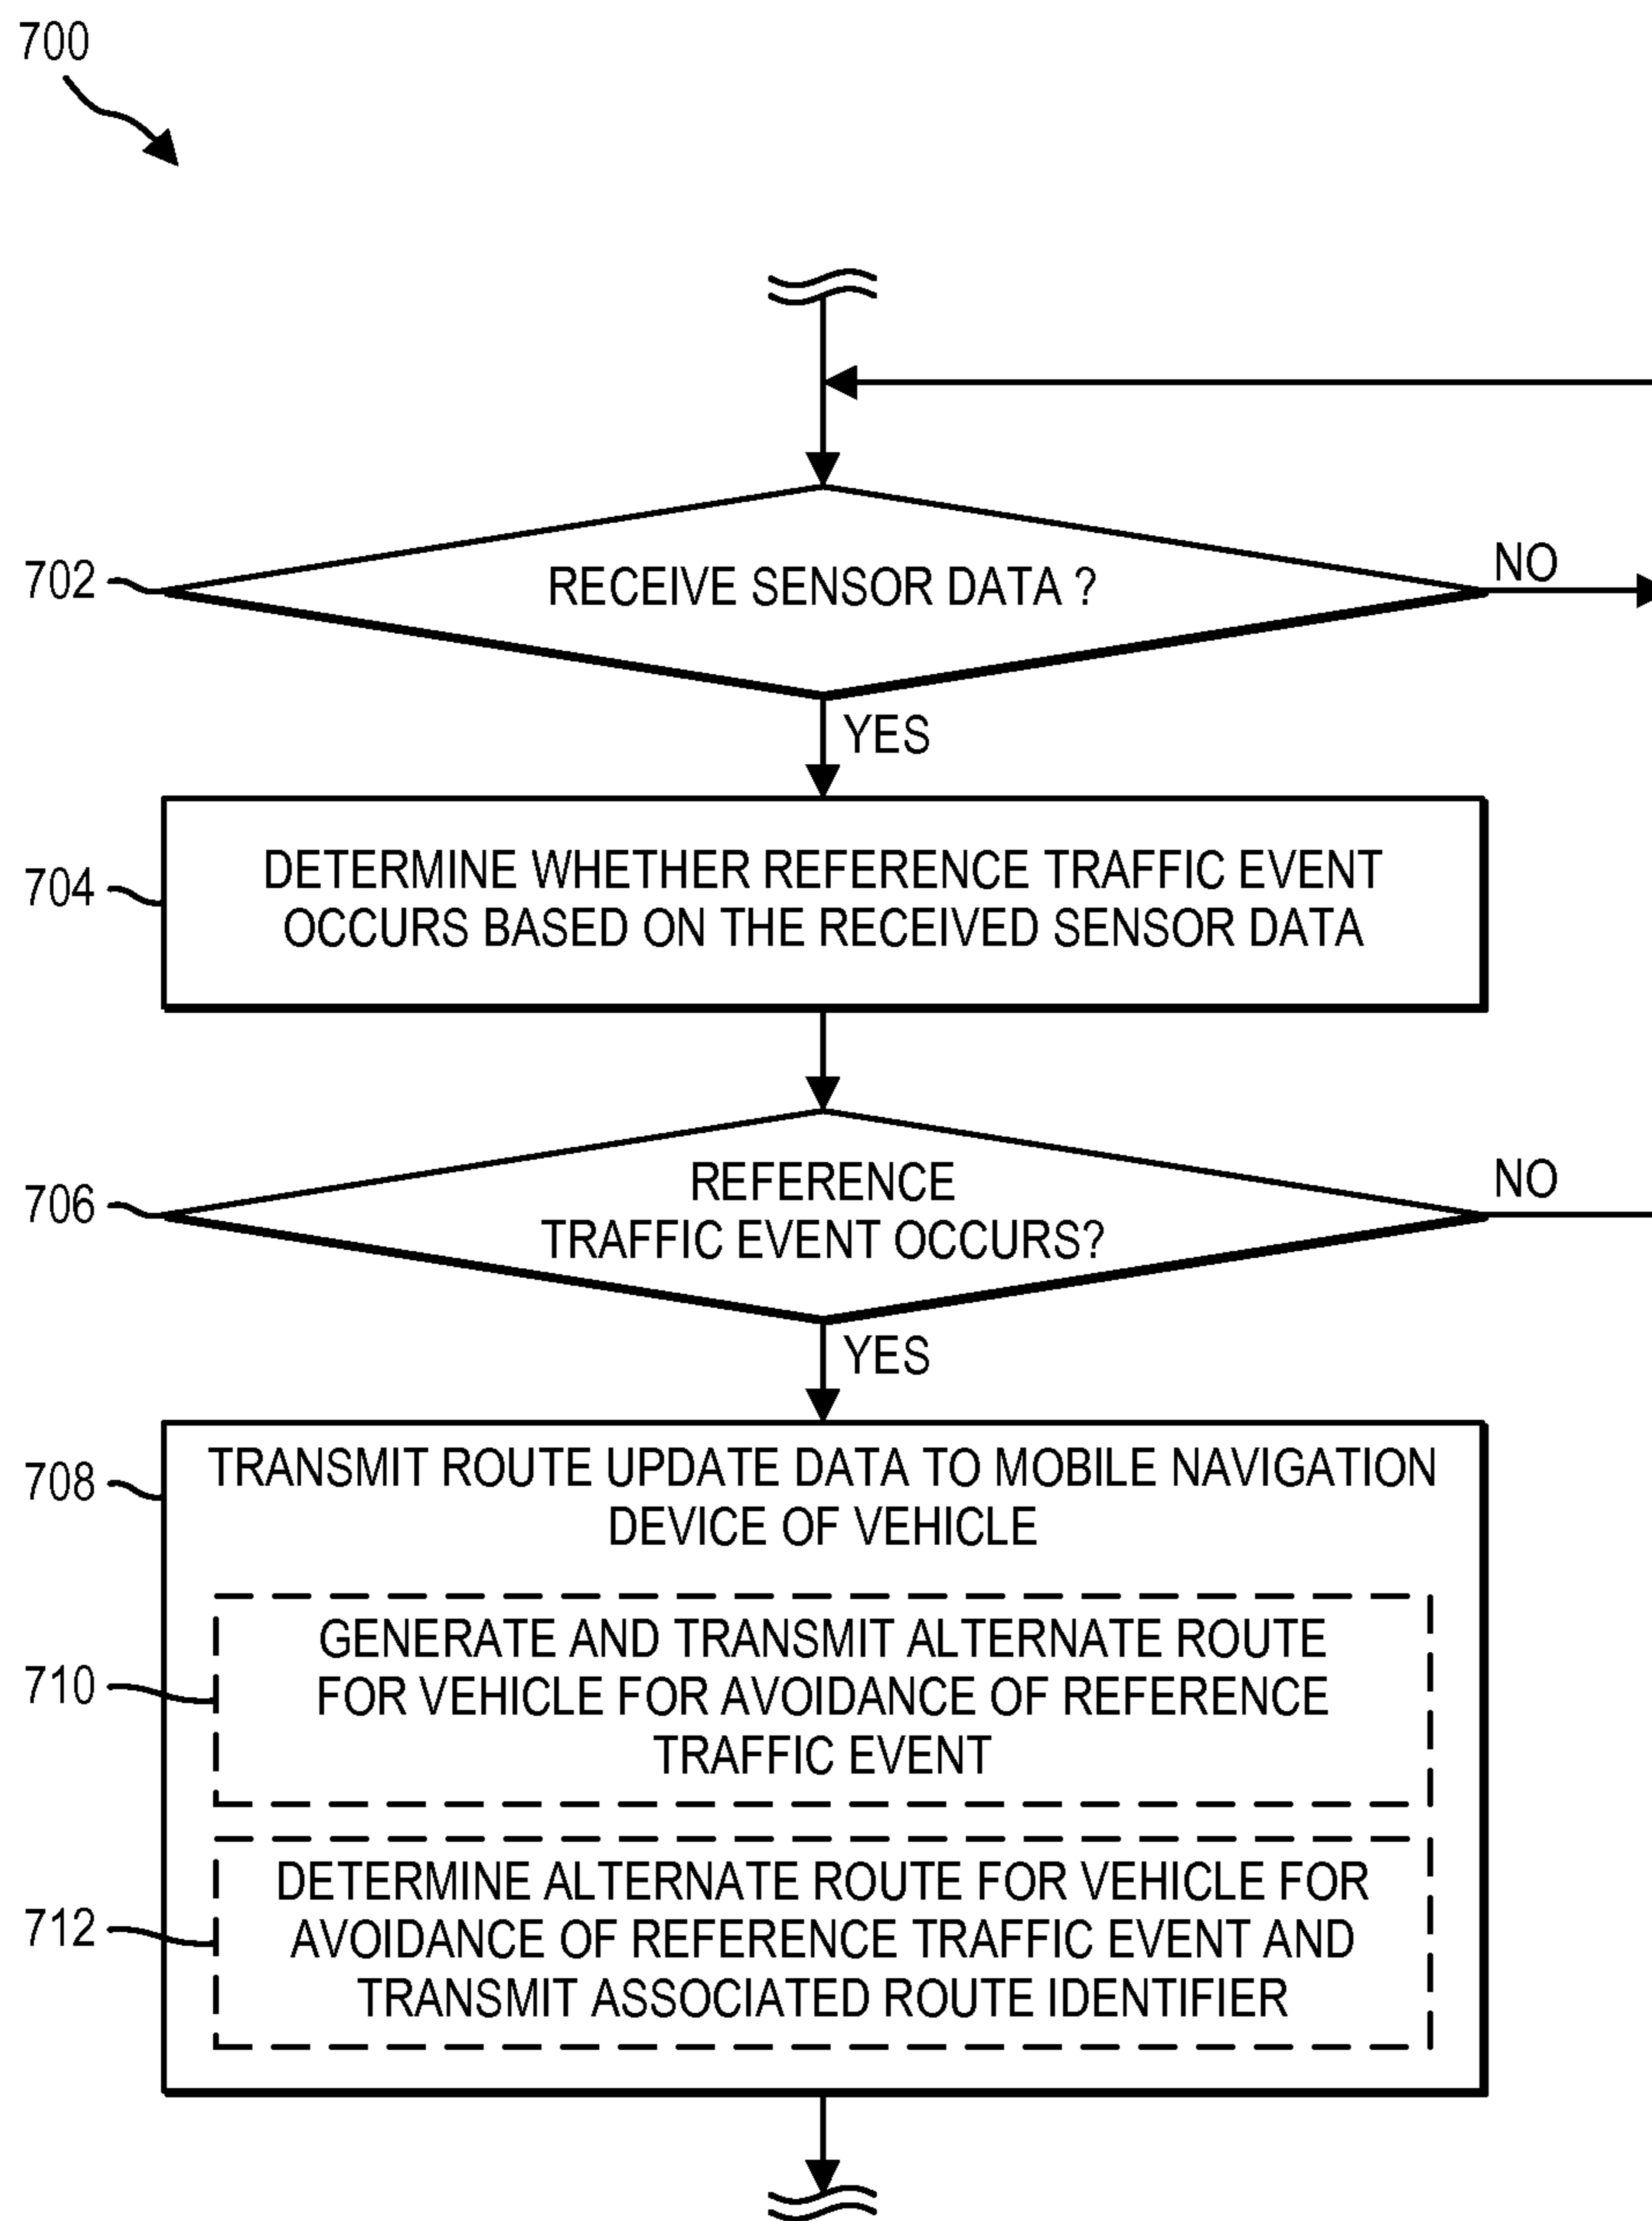 700
702
RECEIVE SENSOR DATA ?
NO
YES
704
DETERMINE WHETHER REFERENCE TRAFFIC EVENT
OCCURS BASED ON THE RECEIVED SENSOR DATA
706
REFERENCE
TRAFFIC EVENT OCCURS?
NO
YES
708
TRANSMIT ROUTE UPDATE DATA TO MOBILE NAVIGATION
DEVICE OF VEHICLE
710
GENERATE AND TRANSMIT ALTERNATE ROUTE
FOR VEHICLE FOR AVOIDANCE OF REFERENCE
TRAFFIC EVENT
712
DETERMINE ALTERNATE ROUTE FOR VEHICLE FOR
AVOIDANCE OF REFERENCE TRAFFIC EVENT AND
TRANSMIT ASSOCIATED ROUTE IDENTIFIER